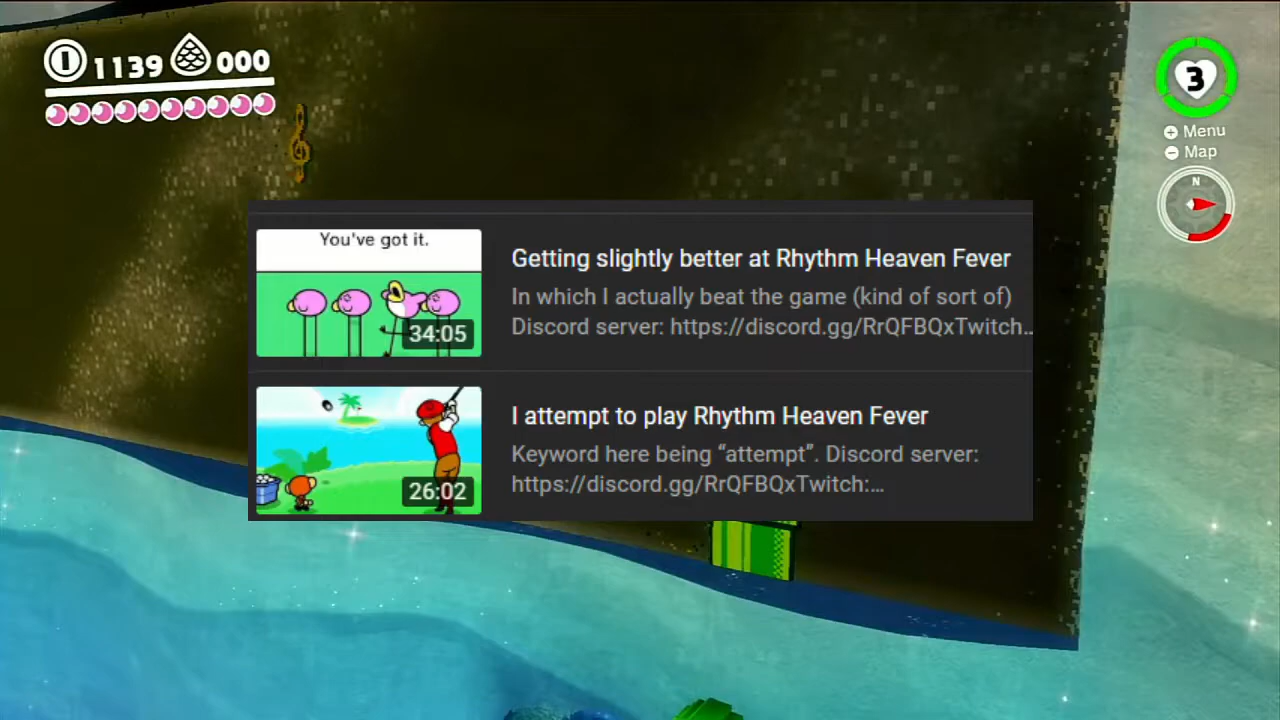 1139 000
3
Menu
Map
N
You've got it.
34:05
Getting slightly better at Rhythm Heaven Fever
In which I actually beat the game (kind of sort of)
Discord server: https://discord.gg/RrQFBQxTwitch...
26:02
I attempt to play Rhythm Heaven Fever
Keyword here being “attempt”. Discord server:
https://discord.gg/RrQFBQxTwitch:...